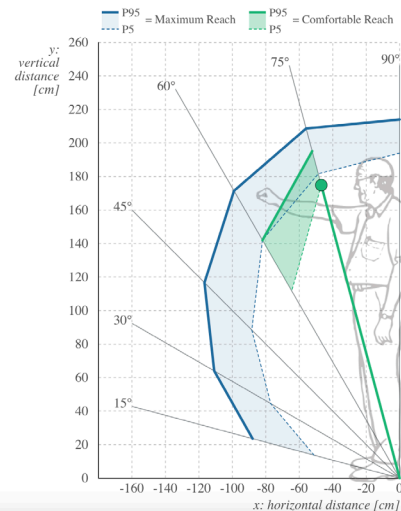 P95
P5
= Maximum Reach
P95
P5
= Comfortable Reach
y:
vertical
distance
[cm]
260
240
220
200
180
160
140
120
100
80
60
40
20
0
15°
30°
45°
60°
75°
90°
-160 -140 -120 -100 -80 -60 -40 -20 0
x: horizontal distance [cm]